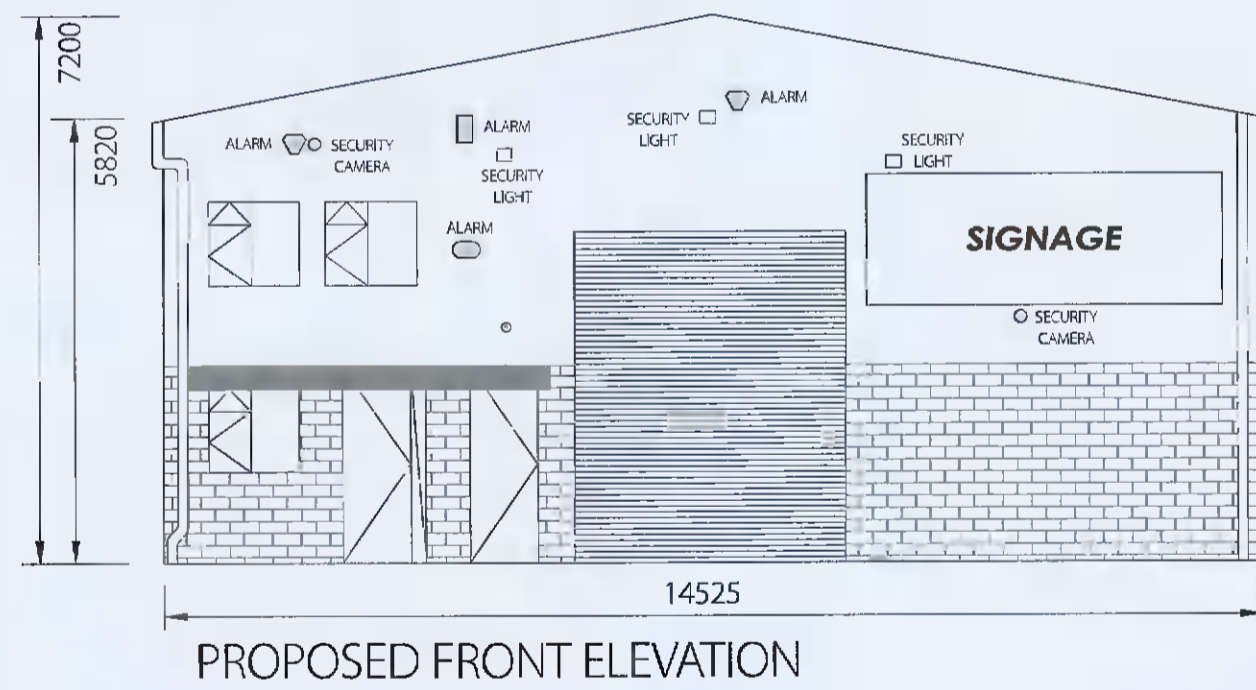 7200
5820
ALARM
SECURITY
CAMERA
ALARM
SECURITY
LIGHT
ALARM
SECURITY
LIGHT
ALARM
SECURITY
LIGHT
SIGNAGE
SECURITY
CAMERA
14525
PROPOSED FRONT ELEVATION